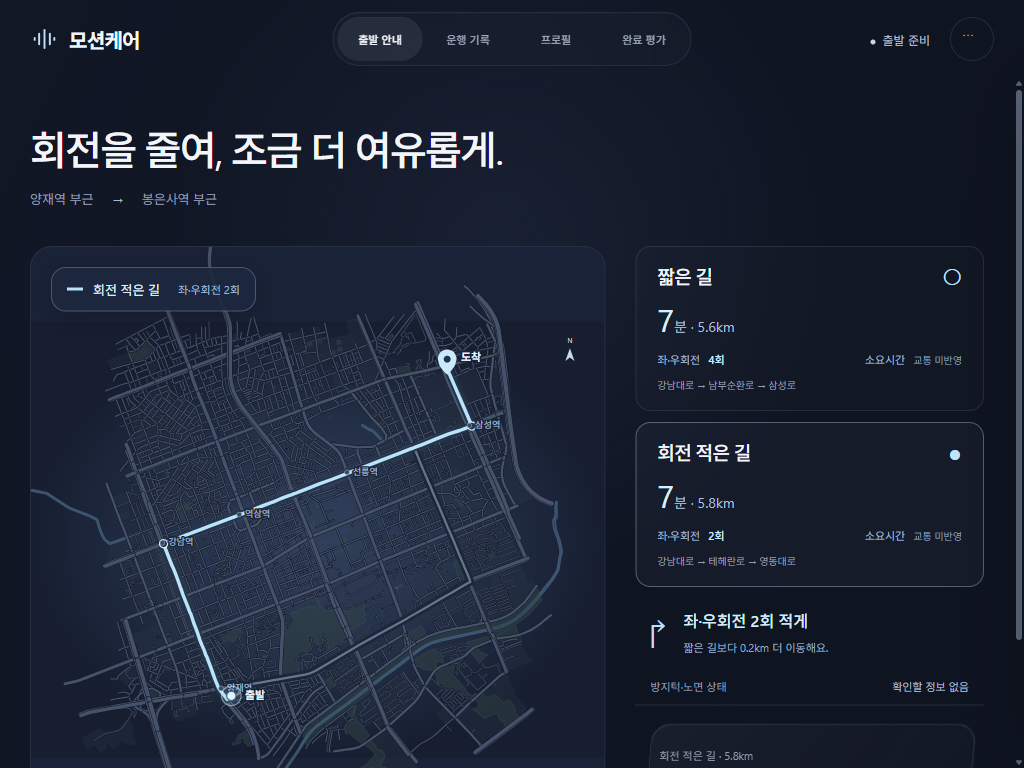 모션케어
출발 안내
운행 기록
프로필
완료 평가
출발 준비
...
회전을 줄여, 조금 더 여유롭게.
양재역 부근 → 봉은사역 부근
회전 적은 길 좌·우회전 2회
N
도착
삼성역
선릉역
역삼역
강남역
양재역
출발
짧은 길
7분 · 5.6km
좌·우회전 4회
소요시간 교통 미반영
강남대로 → 남부순환로 → 삼성로
회전 적은 길
7분 · 5.8km
좌·우회전 2회
소요시간 교통 미반영
강남대로 → 테헤란로 → 영동대로
좌·우회전 2회 적게
짧은 길보다 0.2km 더 이동해요.
방지턱·노면 상태
확인할 정보 없음
회전 적은 길 · 5.8km